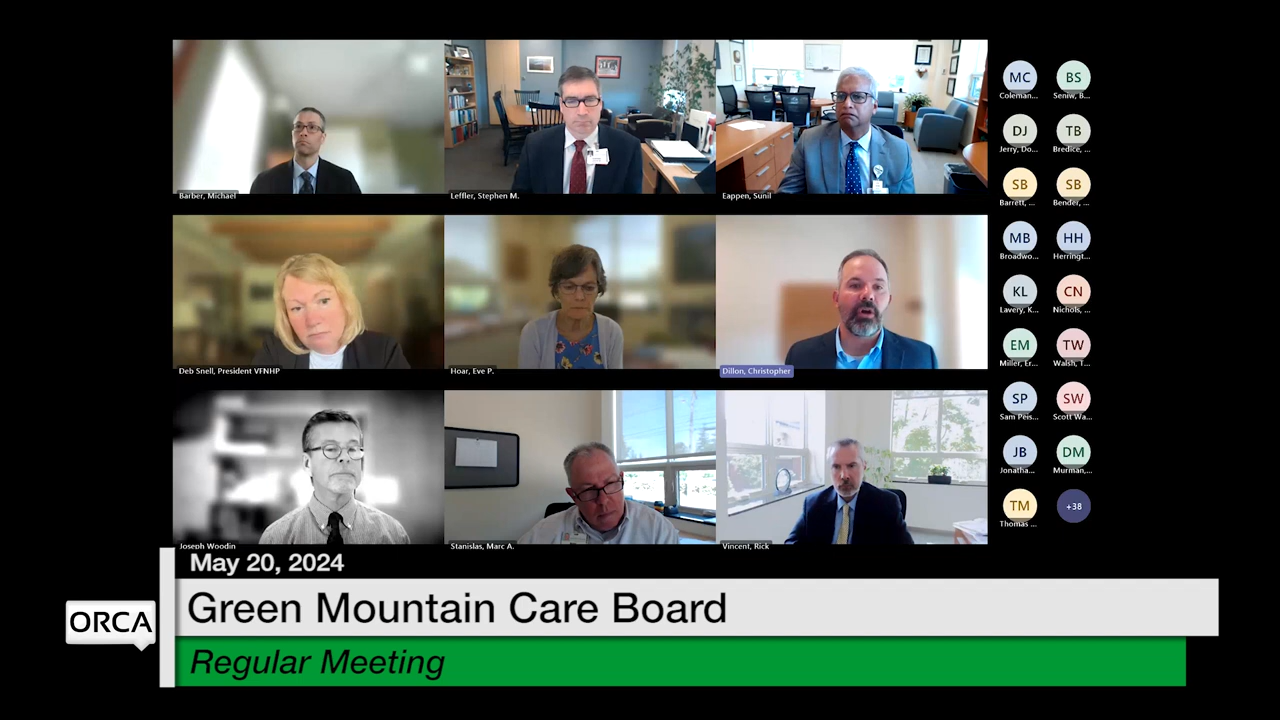 MC
BS
Coleman...
Seniw, B...
DJ
TB
Jerry, Do...
Bredice, ...
SB
SB
Barrett, ...
Bender, ...
Barber, Michael
Leffler, Stephen M.
Eappen, Sunil
MB
HH
Broadwo...
Herringt...
KL
CN
Lavery, K...
Nichols, ...
EM
TW
Miller, Er...
Walsh, T...
Deb Snell, President VFNHP
Hoar, Eve P.
Dillon, Christopher
SP
SW
Sam Peis...
Scott Wa...
JB
DM
Jonatha...
Murman,...
TM
+38
Thomas ...
Joseph Woodin
Stanislas, Marc A.
Vincent, Rick
May 20, 2024
Green Mountain Care Board
ORCA
Regular Meeting